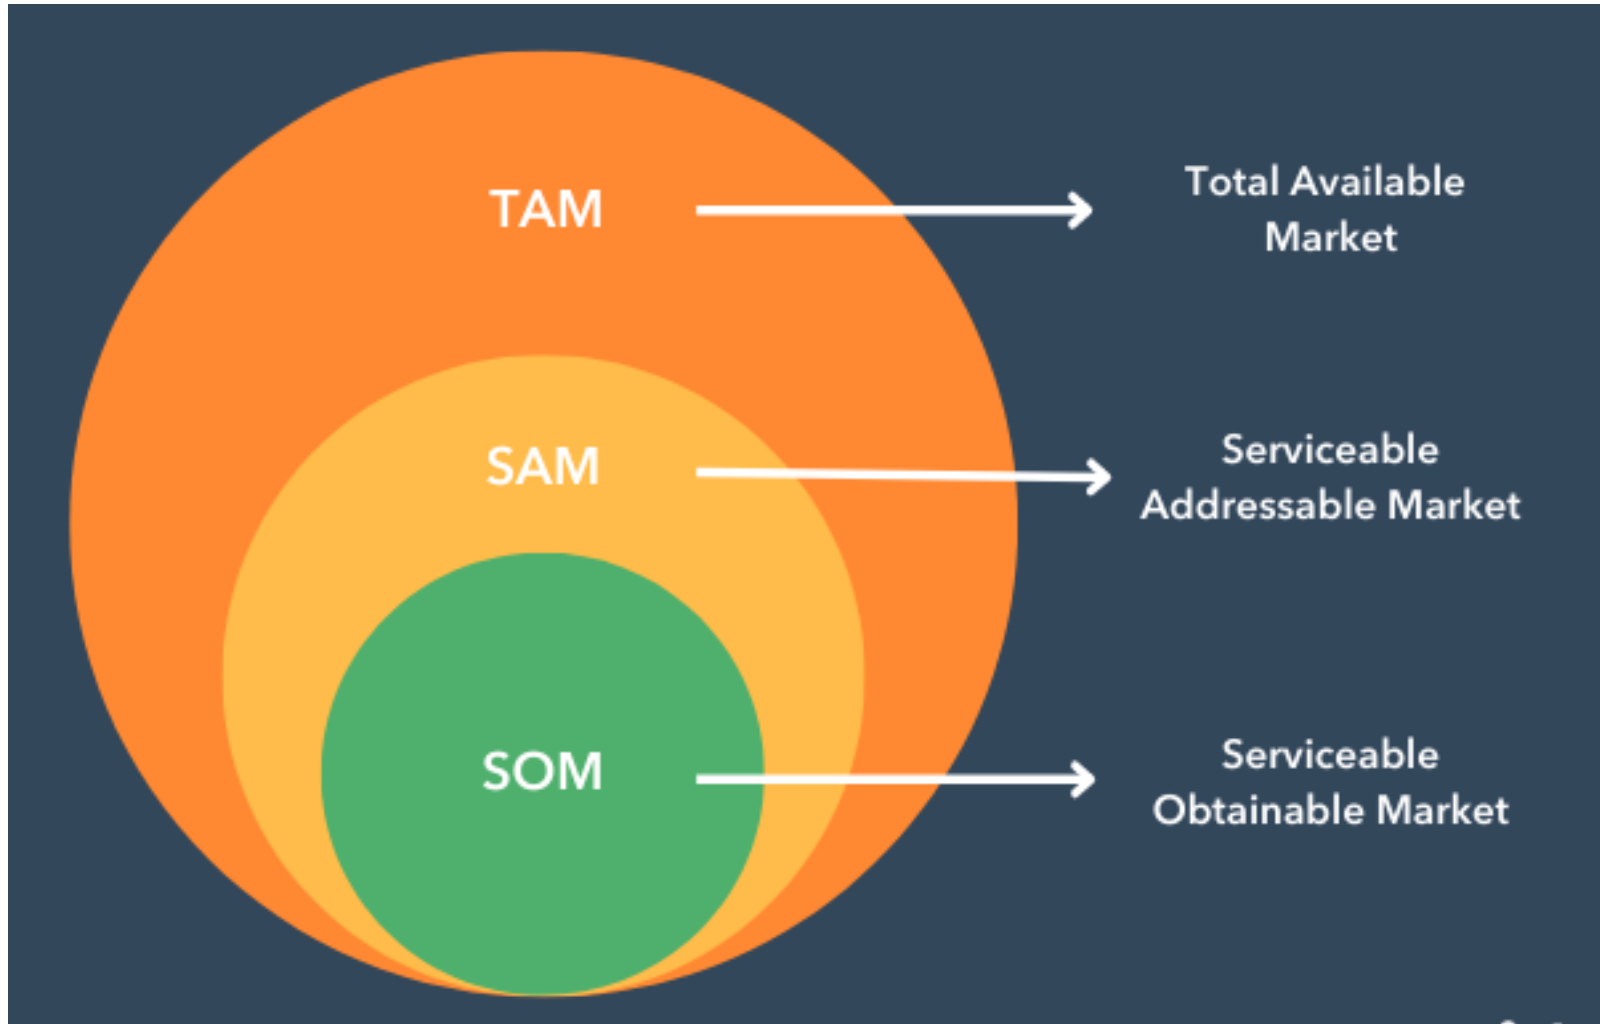 TAM
Total Available
Market
SAM
Serviceable
Addressable Market
SOM
Serviceable
Obtainable Market